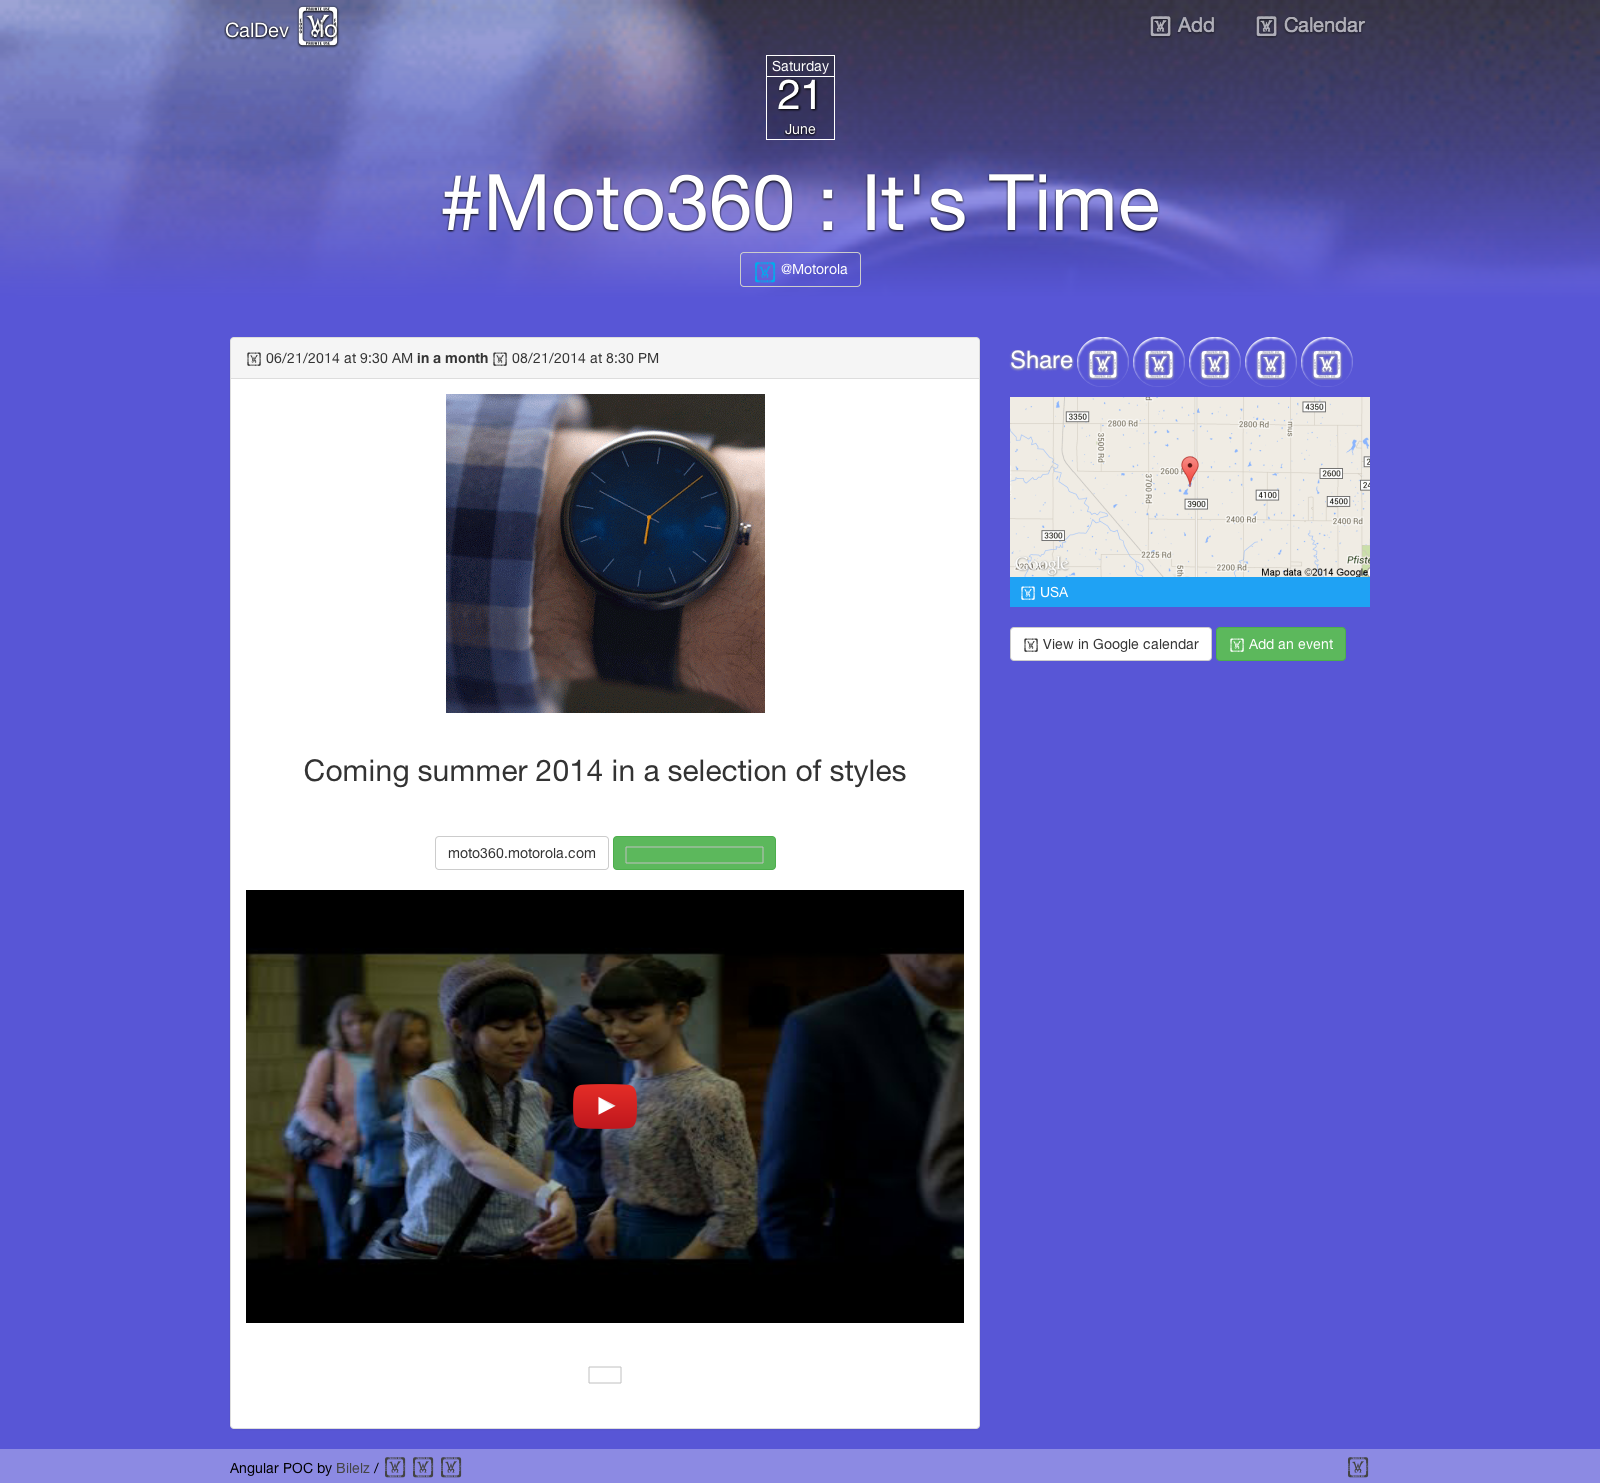 CalDev
Add
Calendar
Saturday
21
June
#Moto360 : It's Time
@Motorola
06/21/2014 at 9:30 AM in a month 08/21/2014 at 8:30 PM
Share
3350
2800 Rd
3500 Rd
2800 Rd
4350
2600
3700 Rd
3900
4100
2600
4500
2400 Rd
2400 Rd
3300
2225 Rd
2200 Rd
Google
Map data ©2014 Google
USA
View in Google calendar
Add an event
Coming summer 2014 in a selection of styles
moto360.motorola.com
Angular POC by Bilelz /